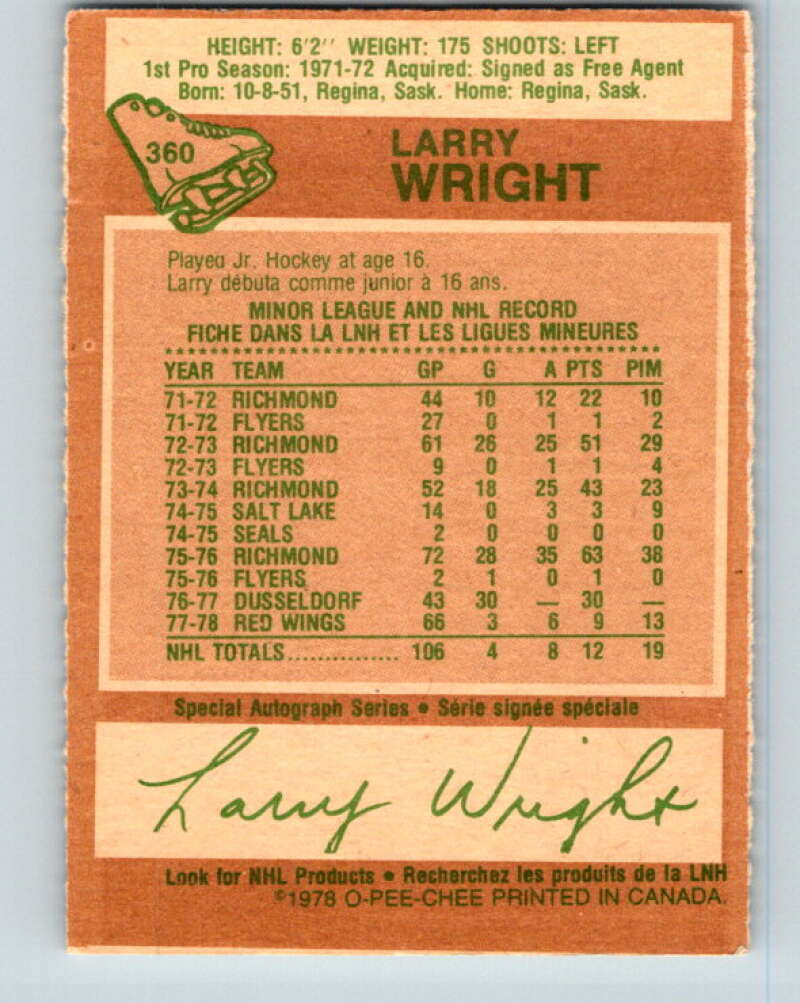 HEIGHT: 6'2'' WEIGHT: 175 SHOOTS: LEFT
1st Pro Season: 1971-72 Acquired: Signed as Free Agent
Born: 10-8-51, Regina, Sask. Home: Regina, Sask.
360
LARRY
WRIGHT
Played Jr. Hockey at age 16.
Larry débuta comme junior à 16 ans.
MINOR LEAGUE AND NHL RECORD
FICHE DANS LA LNH ET LES LIGUES MINEURES
YEAR TEAM GP G A PTS PIM
71-72 RICHMOND 44 10 12 22 10
71-72 FLYERS 27 0 1 1 2
72-73 RICHMOND 61 26 25 51 29
72-73 FLYERS 9 0 1 1 4
73-74 RICHMOND 52 18 25 43 23
74-75 SALT LAKE 14 0 3 3 9
74-75 SEALS 2 0 0 0 0
75-76 RICHMOND 72 28 35 63 38
75-76 FLYERS 2 1 0 1 0
76-77 DUSSELDORF 43 30 — 30 —
77-78 RED WINGS 66 3 6 9 13
NHL TOTALS............... 106 4 8 12 19
Special Autograph Series • Série signée spéciale
Larry Wright
Look for NHL Products • Recherchez les produits de la LNH
©1978 O-PEE-CHEE PRINTED IN CANADA.